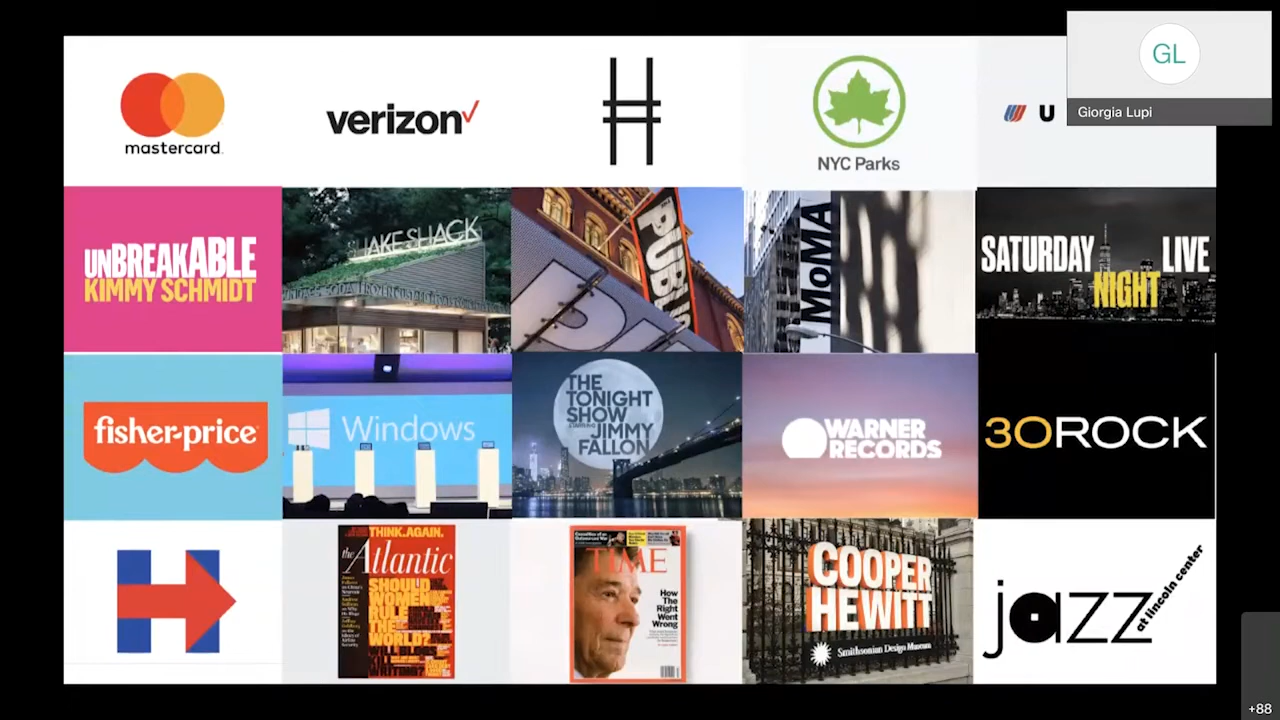 GL
Giorgia Lupi
mastercard.
verizon✓
H
NYC Parks
U
UNBREAKABLE
KIMMY SCHMIDT
SHAKE SHACK
THE
PUBLIC
MoMA
SATURDAY
NIGHT
LIVE
fisher-price
Windows
THE
TONIGHT
SHOW
STARRING
JIMMY
FALLON
WARNER
RECORDS
30ROCK
H
THINK. AGAIN.
the Atlantic
SHOULD
WOMEN
RULE
THE
WORLD?
TIME
How
The
Right
Went
Wrong
COOPER
HEWITT
Smithsonian Design Museum
jazz
at lincoln center
+88